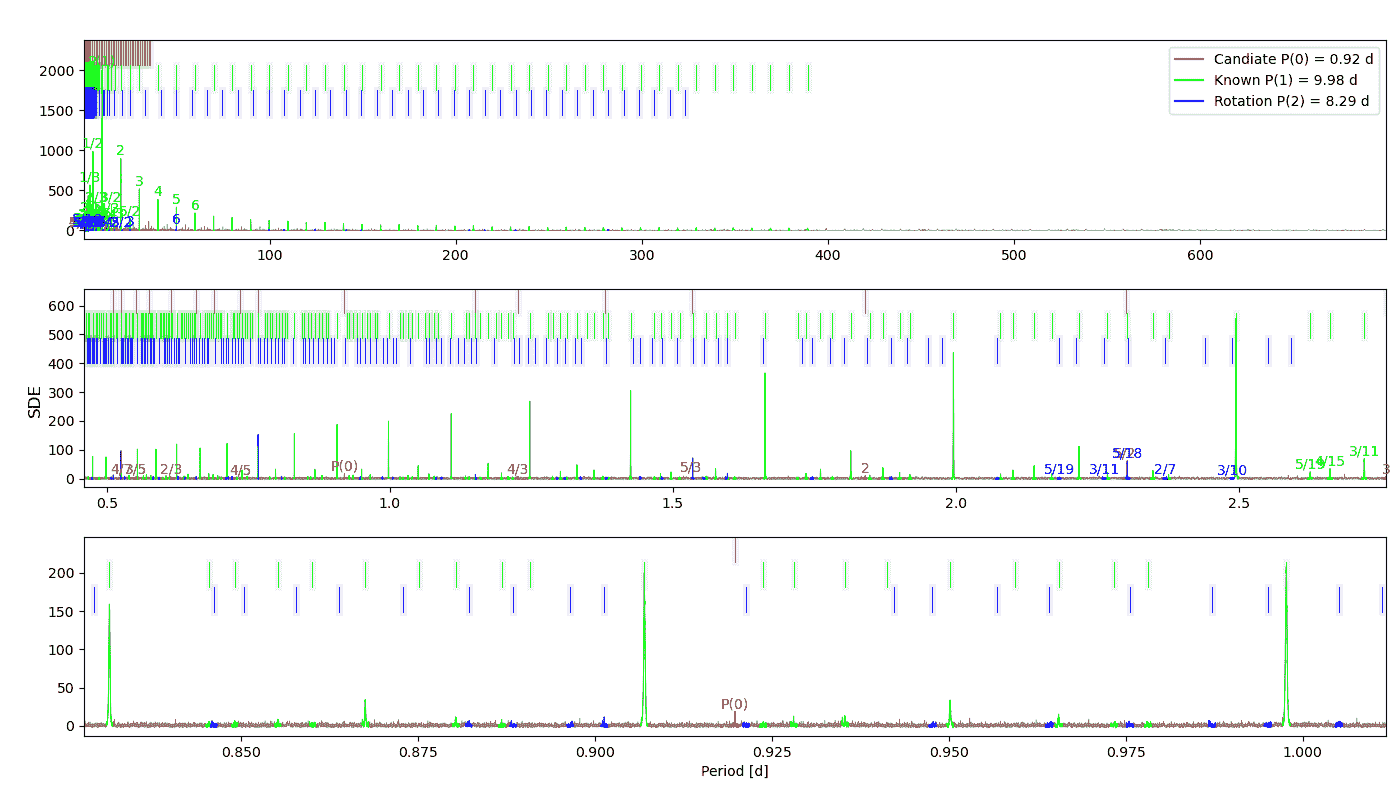 Candiate P(0) = 0.92 d
Known P(1) = 9.98 d
Rotation P(2) = 8.29 d
2000
1500
1000
500
0
1/2
2
1/3
3
4
5
6
6
100 200 300 400 500 600
SDE
600
500
400
300
200
100
0
4/7 3/5 2/3 4/5 P(0) 4/3 5/3 2 5/19 3/11 5/18 2/7 3/10 5/19 4/15 3/11 3
0.5 1.0 1.5 2.0 2.5
200
150
100
50
0
P(0)
0.850 0.875 0.900 0.925 0.950 0.975 1.000
Period [d]